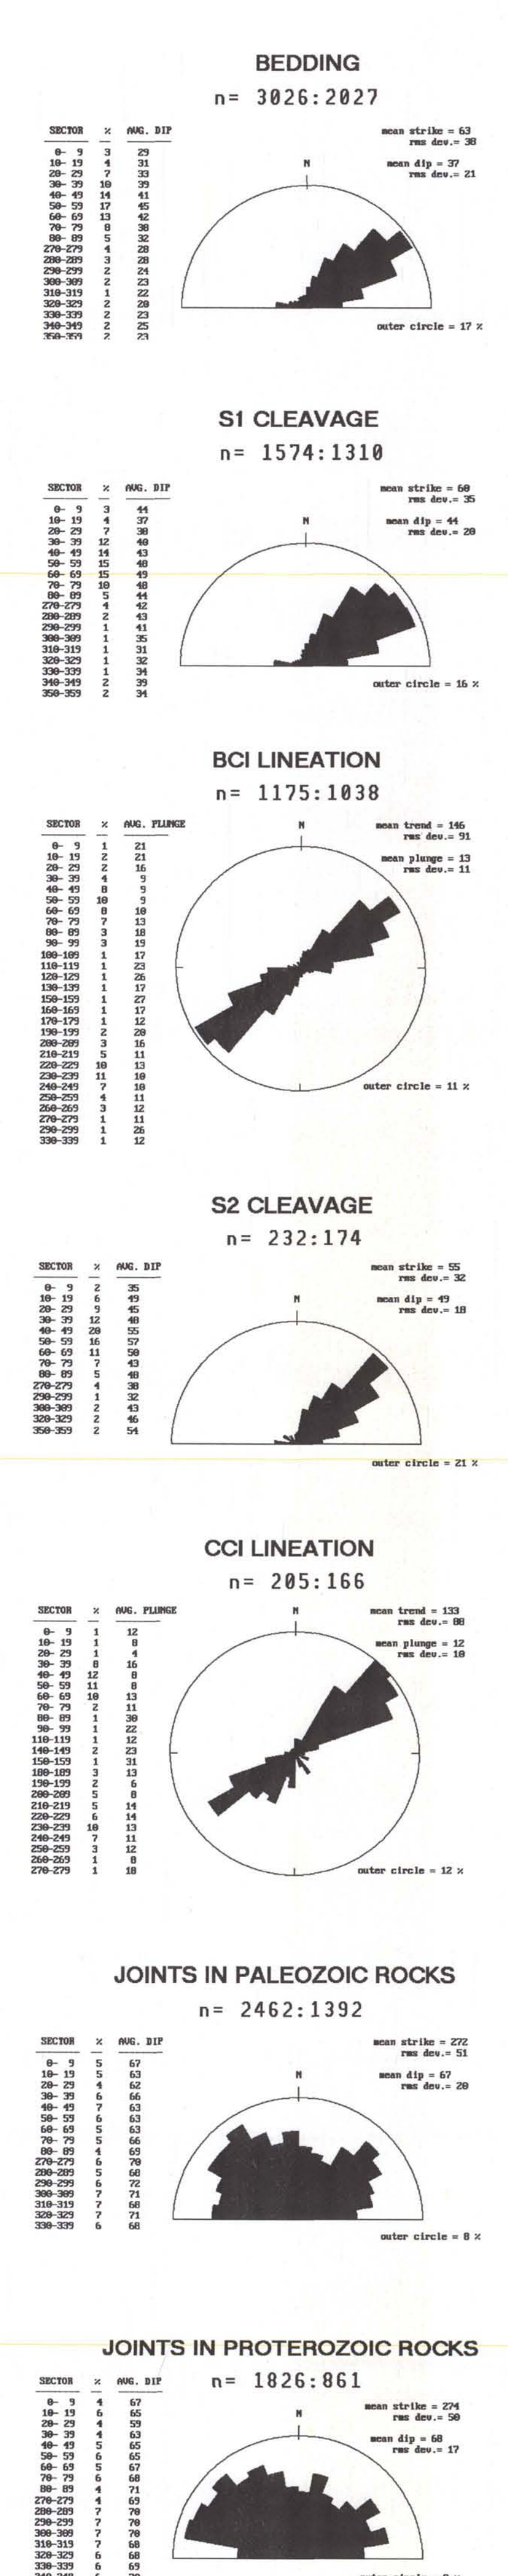 BEDDING
n= 3026:2027
SECTOR % AVG. DIP
0- 9 3 29
10- 19 4 31
20- 29 7 33
30- 39 10 39
40- 49 14 41
50- 59 17 45
60- 69 13 42
70- 79 8 38
80- 89 5 32
270-279 4 28
280-289 3 28
290-299 2 24
300-309 2 23
310-319 1 22
320-329 2 20
330-339 2 23
340-349 2 25
350-359 2 23
mean strike = 63
rms dev.= 38
mean dip = 37
rms dev.= 21
N
outer circle = 17 %
S1 CLEAVAGE
n= 1574:1310
SECTOR % AVG. DIP
0- 9 3 44
10- 19 4 37
20- 29 7 38
30- 39 12 40
40- 49 14 43
50- 59 15 48
60- 69 15 49
70- 79 10 48
80- 89 5 44
270-279 4 42
280-289 2 43
290-299 1 41
300-309 1 35
310-319 1 31
320-329 1 32
330-339 1 34
340-349 2 39
350-359 2 34
mean strike = 60
rms dev.= 35
mean dip = 44
rms dev.= 20
N
outer circle = 16 %
BCI LINEATION
n= 1175:1038
SECTOR % AVG. PLUNGE
0- 9 1 21
10- 19 2 21
20- 29 2 16
30- 39 4 9
40- 49 8 9
50- 59 10 9
60- 69 8 10
70- 79 7 13
80- 89 3 18
90- 99 3 19
100-109 1 17
110-119 1 23
120-129 1 26
130-139 1 17
150-159 1 27
160-169 1 17
170-179 1 12
190-199 2 20
200-209 3 16
210-219 5 11
220-229 10 13
230-239 11 10
240-249 7 10
250-259 4 11
260-269 3 12
270-279 1 11
290-299 1 26
330-339 1 12
mean trend = 146
rms dev.= 91
mean plunge = 13
rms dev.= 11
N
outer circle = 11 %
S2 CLEAVAGE
n= 232:174
SECTOR % AVG. DIP
0- 9 2 35
10- 19 6 49
20- 29 9 45
30- 39 12 48
40- 49 20 55
50- 59 16 57
60- 69 11 50
70- 79 7 43
80- 89 5 48
270-279 4 38
290-299 1 32
300-309 2 43
320-329 2 46
350-359 2 54
mean strike = 55
rms dev.= 32
mean dip = 49
rms dev.= 18
N
outer circle = 21 %
CCI LINEATION
n= 205:166
SECTOR % AVG. PLUNGE
0- 9 1 12
10- 19 1 8
20- 29 1 4
30- 39 8 16
40- 49 12 8
50- 59 11 8
60- 69 10 13
70- 79 2 11
80- 89 1 30
90- 99 1 22
110-119 1 12
140-149 2 23
150-159 1 31
180-189 3 13
190-199 2 6
200-209 5 8
210-219 5 14
220-229 6 14
230-239 10 13
240-249 7 11
250-259 3 12
260-269 1 8
270-279 1 18
mean trend = 133
rms dev.= 88
mean plunge = 12
rms dev.= 10
N
outer circle = 12 %
JOINTS IN PALEOZOIC ROCKS
n= 2462:1392
SECTOR % AVG. DIP
0- 9 5 67
10- 19 5 63
20- 29 4 62
30- 39 6 66
40- 49 7 63
50- 59 6 63
60- 69 5 63
70- 79 5 66
80- 89 4 69
270-279 6 70
280-289 5 68
290-299 6 72
300-309 7 71
310-319 7 68
320-329 7 71
330-339 6 68
mean strike = 272
rms dev.= 51
mean dip = 67
rms dev.= 20
N
outer circle = 8 %
JOINTS IN PROTEROZOIC ROCKS
n= 1826:861
SECTOR % AVG. DIP
0- 9 4 67
10- 19 6 65
20- 29 4 59
30- 39 4 63
40- 49 5 65
50- 59 6 65
60- 69 5 67
70- 79 6 68
80- 89 4 71
270-279 4 69
280-289 7 70
290-299 7 70
300-309 7 70
310-319 7 68
320-329 6 68
330-339 6 69
mean strike = 274
rms dev.= 50
mean dip = 68
rms dev.= 17
N